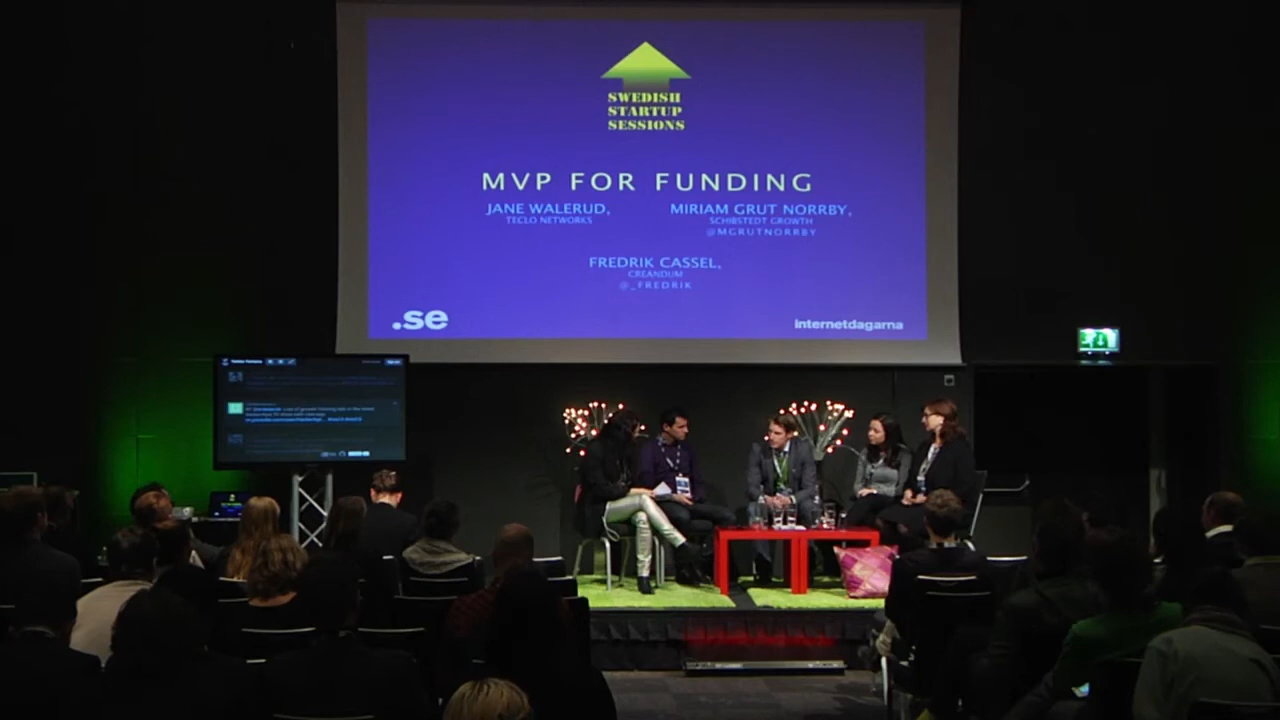 SWEDISH
STARTUP
SESSIONS
MVP FOR FUNDING
JANE WALERUD,
TECLO NETWORKS
MIRIAM GRUT NORRBY,
SCHIBSTEDT GROWTH
@MGRUTNORRBY
FREDRIK CASSEL,
CREANDUM
@_FREDRIK
.se
internetdagarna